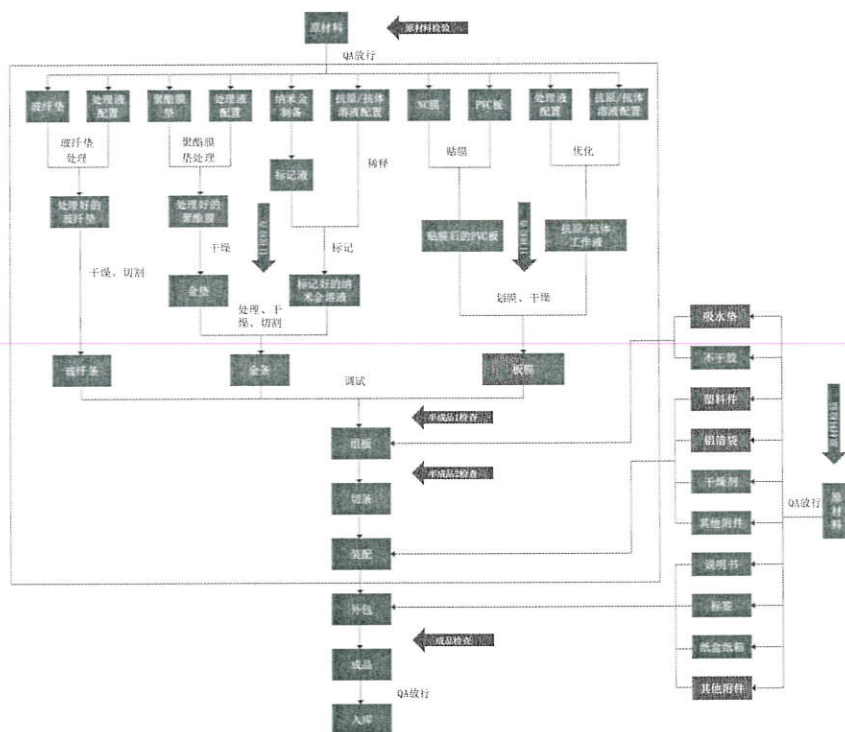 原材料
原材料检验
QA放行
玻纤垫
处理液
配置
聚酯膜
垫
处理液
配置
纳米金
制备
抗原/抗体
溶液配置
NC膜
PVC板
处理液
配置
抗原/抗体
溶液配置
玻纤垫
处理
聚酯膜
垫处理
标记液
稀释
贴膜
优化
处理好的
玻纤垫
处理好的
聚酯膜
贴膜后的PVC板
抗原/抗体
工作液
干燥
标记
干燥、切割
金垫
标记好的纳
米金溶液
处理、干
燥、切割
划膜、干燥
吸水垫
不干胶
玻纤条
金条
板膜
调试
塑料件
原材料检验
半成品1检查
组板
铝箔袋
半成品2检查
干燥剂
QA放行
原
材
料
切条
其他附件
装配
说明书
外包
标签
成品检查
纸盒纸箱
成品
其他附件
QA放行
入库